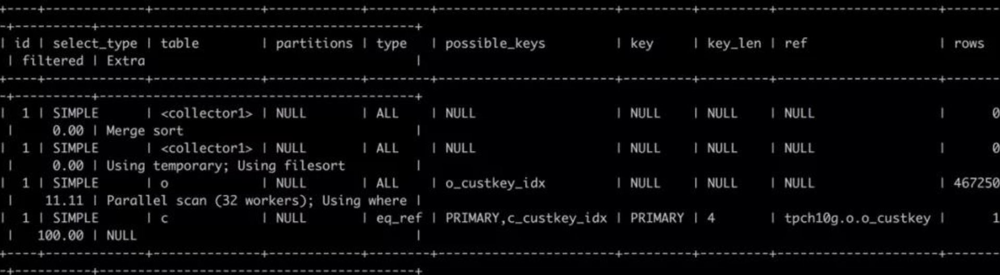 +----+-------------+--------------+------------+--------+-----------------------+---------+---------+---------------------+-------
-+----------+----------------------------------------+
| id | select_type | table        | partitions | type   | possible_keys         | key     | key_len | ref                 | rows
 | filtered | Extra                                  |
+----+-------------+--------------+------------+--------+-----------------------+---------+---------+---------------------+-------
-+----------+----------------------------------------+
| 1 | SIMPLE      | <collector1> | NULL       | ALL    | NULL                  | NULL    | NULL    | NULL                |      0
 |     0.00 | Merge sort                             |
| 1 | SIMPLE      | <collector1> | NULL       | ALL    | NULL                  | NULL    | NULL    | NULL                |      0
 |     0.00 | Using temporary; Using filesort        |
| 1 | SIMPLE      | o            | NULL       | ALL    | o_custkey_idx         | NULL    | NULL    | NULL                | 467250
 |    11.11 | Parallel scan (32 workers); Using where |
| 1 | SIMPLE      | c            | NULL       | eq_ref | PRIMARY,c_custkey_idx | PRIMARY | 4       | tpch10g.o.o_custkey |      1
 |   100.00 | NULL                                   |
+----+-------------+--------------+------------+--------+-----------------------+---------+---------+---------------------+-------
-+----------+----------------------------------------+